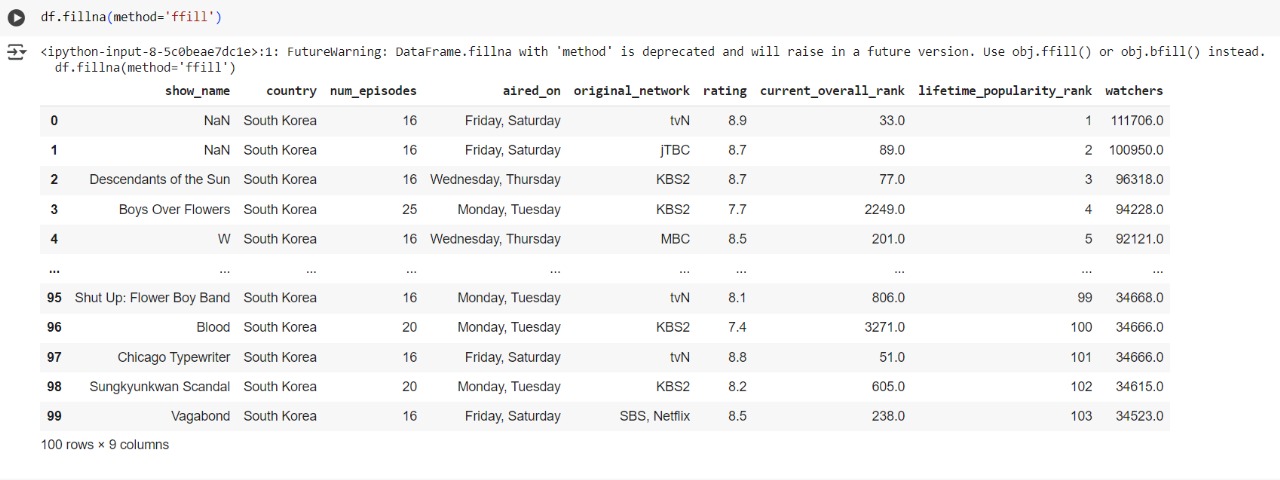 df.fillna(method='ffill')
<ipython-input-8-5c0beae7dc1e>:1: FutureWarning: DataFrame.fillna with 'method' is deprecated and will raise in a future version. Use obj.ffill() or obj.bfill() instead.
df.fillna(method='ffill')
show_name country num_episodes aired_on original_network rating current_overall_rank lifetime_popularity_rank watchers
0 NaN South Korea 16 Friday, Saturday tvN 8.9 33.0 1 111706.0
1 NaN South Korea 16 Friday, Saturday jTBC 8.7 89.0 2 100950.0
2 Descendants of the Sun South Korea 16 Wednesday, Thursday KBS2 8.7 77.0 3 96318.0
3 Boys Over Flowers South Korea 25 Monday, Tuesday KBS2 7.7 2249.0 4 94228.0
4 W South Korea 16 Wednesday, Thursday MBC 8.5 201.0 5 92121.0
... ... ... ... ... ... ... ... ... ...
95 Shut Up: Flower Boy Band South Korea 16 Monday, Tuesday tvN 8.1 806.0 99 34668.0
96 Blood South Korea 20 Monday, Tuesday KBS2 7.4 3271.0 100 34666.0
97 Chicago Typewriter South Korea 16 Friday, Saturday tvN 8.8 51.0 101 34666.0
98 Sungkyunkwan Scandal South Korea 20 Monday, Tuesday KBS2 8.2 605.0 102 34615.0
99 Vagabond South Korea 16 Friday, Saturday SBS, Netflix 8.5 238.0 103 34523.0
100 rows × 9 columns